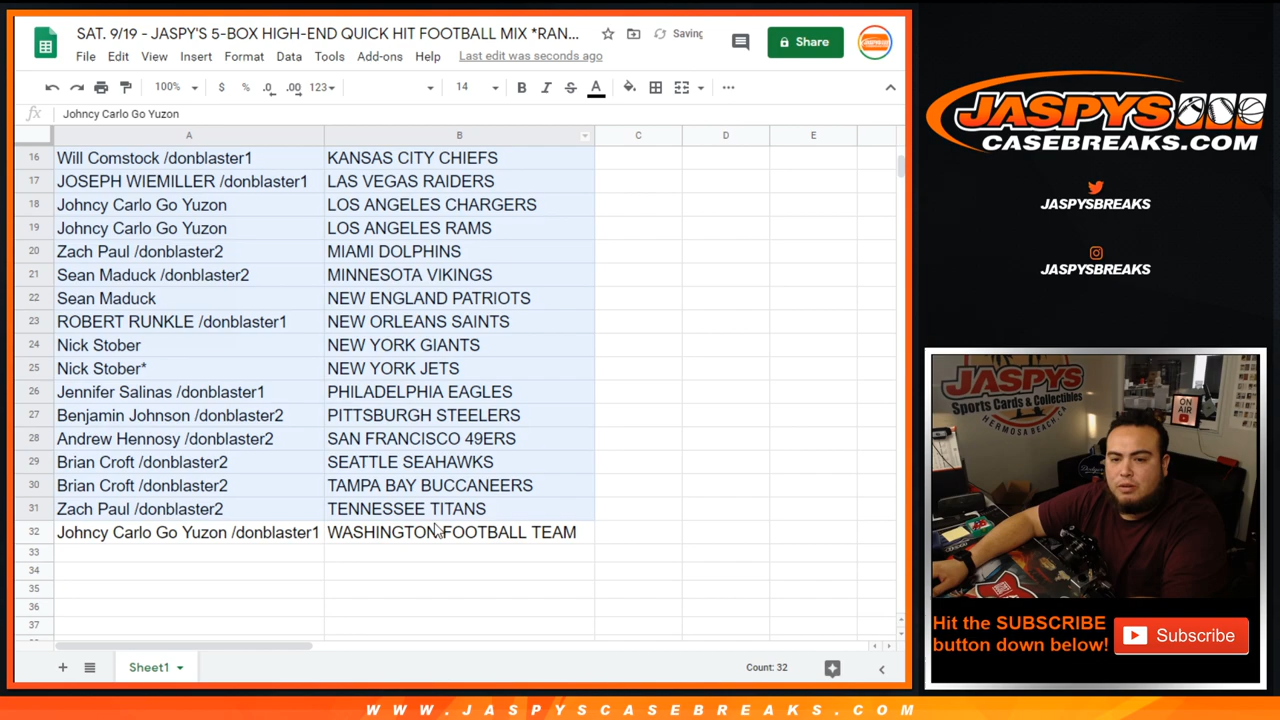 SAT. 9/19 - JASPY'S 5-BOX HIGH-END QUICK HIT FOOTBALL MIX *RAN...
Saving
Share
File Edit View Insert Format Data Tools Add-ons Help Last edit was seconds ago
100% $ % .0 .00 123 14 B I S A
fx Johncy Carlo Go Yuzon
A B C D E
16 Will Comstock /donblaster1 KANSAS CITY CHIEFS
17 JOSEPH WIEMILLER /donblaster1 LAS VEGAS RAIDERS
18 Johncy Carlo Go Yuzon LOS ANGELES CHARGERS
19 Johncy Carlo Go Yuzon LOS ANGELES RAMS
20 Zach Paul /donblaster2 MIAMI DOLPHINS
21 Sean Maduck /donblaster2 MINNESOTA VIKINGS
22 Sean Maduck NEW ENGLAND PATRIOTS
23 ROBERT RUNKLE /donblaster1 NEW ORLEANS SAINTS
24 Nick Stober NEW YORK GIANTS
25 Nick Stober* NEW YORK JETS
26 Jennifer Salinas /donblaster1 PHILADELPHIA EAGLES
27 Benjamin Johnson /donblaster2 PITTSBURGH STEELERS
28 Andrew Hennosy /donblaster2 SAN FRANCISCO 49ERS
29 Brian Croft /donblaster2 SEATTLE SEAHAWKS
30 Brian Croft /donblaster2 TAMPA BAY BUCCANEERS
31 Zach Paul /donblaster2 TENNESSEE TITANS
32 Johncy Carlo Go Yuzon /donblaster1 WASHINGTON FOOTBALL TEAM
33
34
35
36
37
Sheet1
Count: 32
JASPYS
CASEBREAKS.COM
JASPYSBREAKS
JASPYSBREAKS
JASPYS
Sports Cards & Collectibles
HERMOSA BEACH CA
ON AIR
Hit the SUBSCRIBE
button down below!
Subscribe
WWW.JASPYSCASEBREAKS.COM